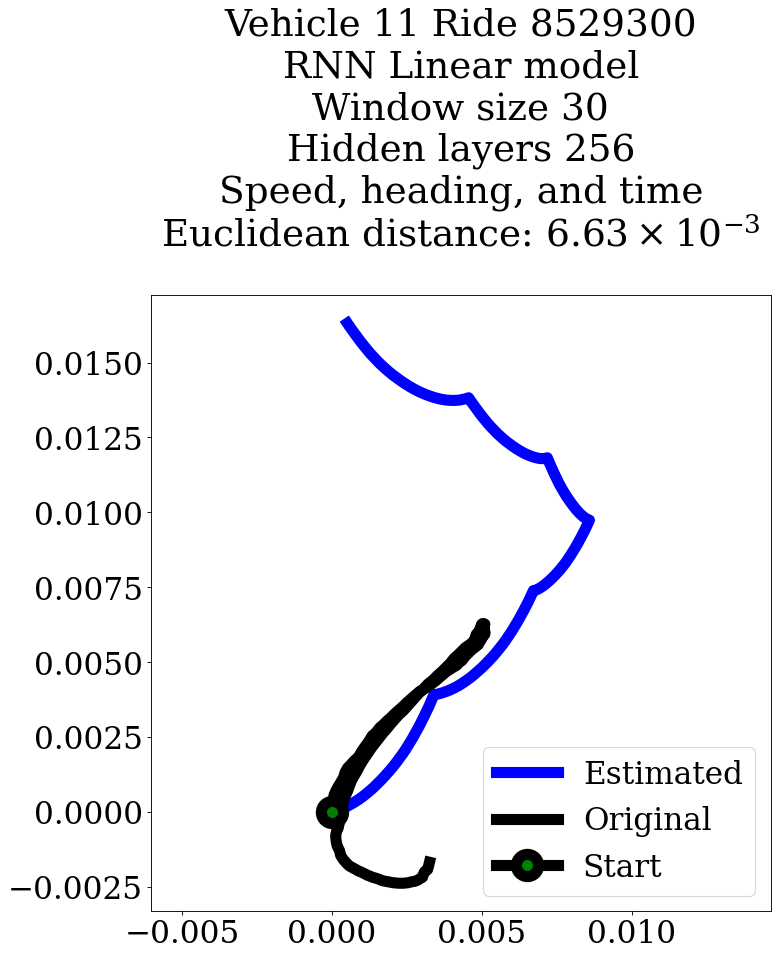 Vehicle 11 Ride 8529300
RNN Linear model
Window size 30
Hidden layers 256
Speed, heading, and time
Euclidean distance: 6.63 × 10⁻³
0.0150
0.0125
0.0100
0.0075
0.0050
0.0025
0.0000
−0.0025
Estimated
Original
Start
−0.005 0.000 0.005 0.010